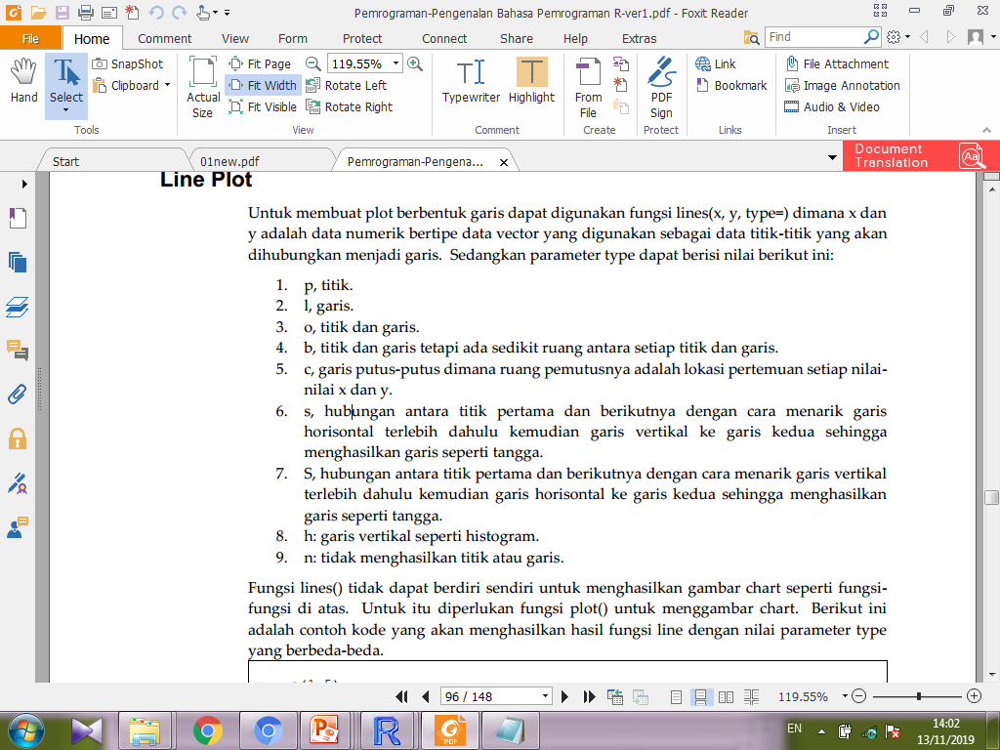 Pemrograman-Pengenalan Bahasa Pemrograman R-ver1.pdf - Foxit Reader
File Home Comment View Form Protect Connect Share Help Extras Find
SnapShot Fit Page 119.55% Link File Attachment
Clipboard Fit Width Rotate Left Bookmark Image Annotation
Hand Select Actual Size Fit Visible Rotate Right Typewriter Highlight From File PDF Sign Audio & Video
Tools View Comment Create Protect Links Insert
Start 01new.pdf Pemrograman-Pengena... Document Translation
Line Plot
Untuk membuat plot berbentuk garis dapat digunakan fungsi lines(x, y, type=) dimana x dan
y adalah data numerik bertipe data vector yang digunakan sebagai data titik-titik yang akan
dihubungkan menjadi garis. Sedangkan parameter type dapat berisi nilai berikut ini:
1. p, titik.
2. l, garis.
3. o, titik dan garis.
4. b, titik dan garis tetapi ada sedikit ruang antara setiap titik dan garis.
5. c, garis putus-putus dimana ruang pemutusnya adalah lokasi pertemuan setiap nilai-
nilai x dan y.
6. s, hubungan antara titik pertama dan berikutnya dengan cara menarik garis
horisontal terlebih dahulu kemudian garis vertikal ke garis kedua sehingga
menghasilkan garis seperti tangga.
7. S, hubungan antara titik pertama dan berikutnya dengan cara menarik garis vertikal
terlebih dahulu kemudian garis horisontal ke garis kedua sehingga menghasilkan
garis seperti tangga.
8. h: garis vertikal seperti histogram.
9. n: tidak menghasilkan titik atau garis.
Fungsi lines() tidak dapat berdiri sendiri untuk menghasilkan gambar chart seperti fungsi-
fungsi di atas. Untuk itu diperlukan fungsi plot() untuk menggambar chart. Berikut ini
adalah contoh kode yang akan menghasilkan hasil fungsi line dengan nilai parameter type
yang berbeda-beda.
96 / 148 119.55%
EN 14:02
13/11/2019